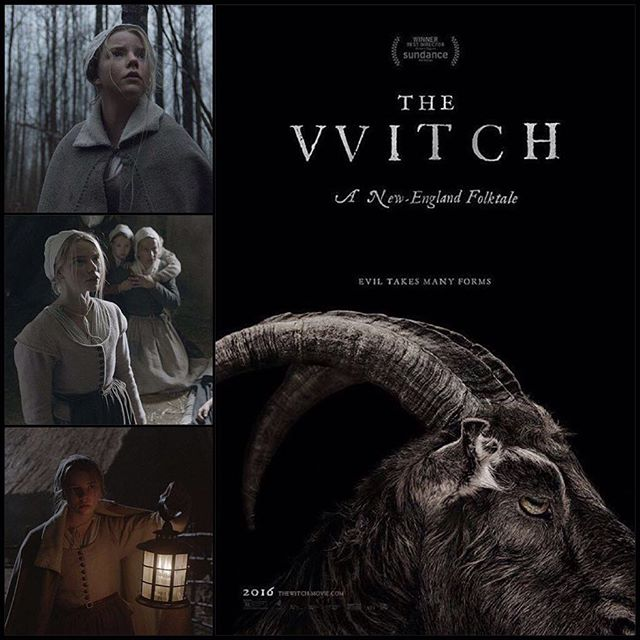 WINNER
BEST DIRECTOR
sundance
THE
VVITCH
A New-England Folktale
EVIL TAKES MANY FORMS
2016 THEWITCH-MOVIE.COM